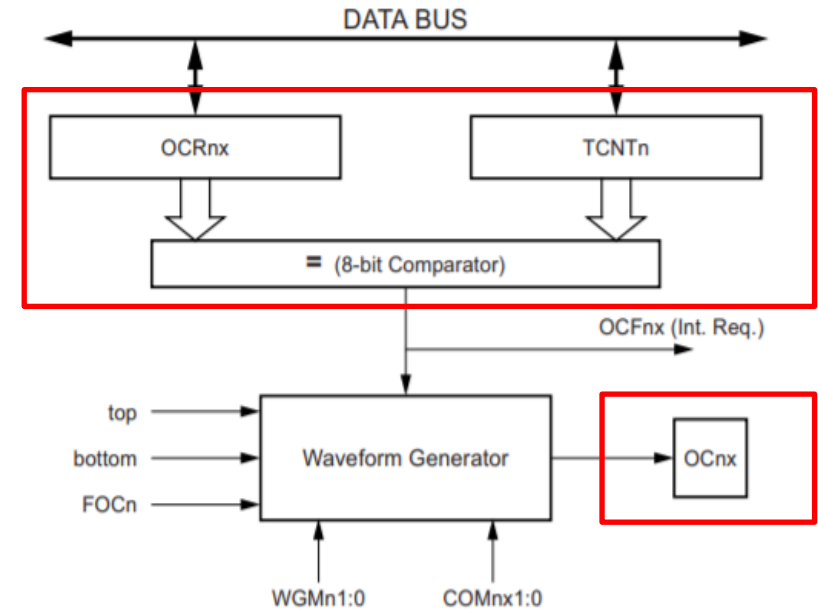 DATA BUS
OCRnx
TCNTn
= (8-bit Comparator)
OCFnx (Int. Req.)
top
bottom
FOCn
Waveform Generator
OCnx
WGMn1:0
COMnx1:0